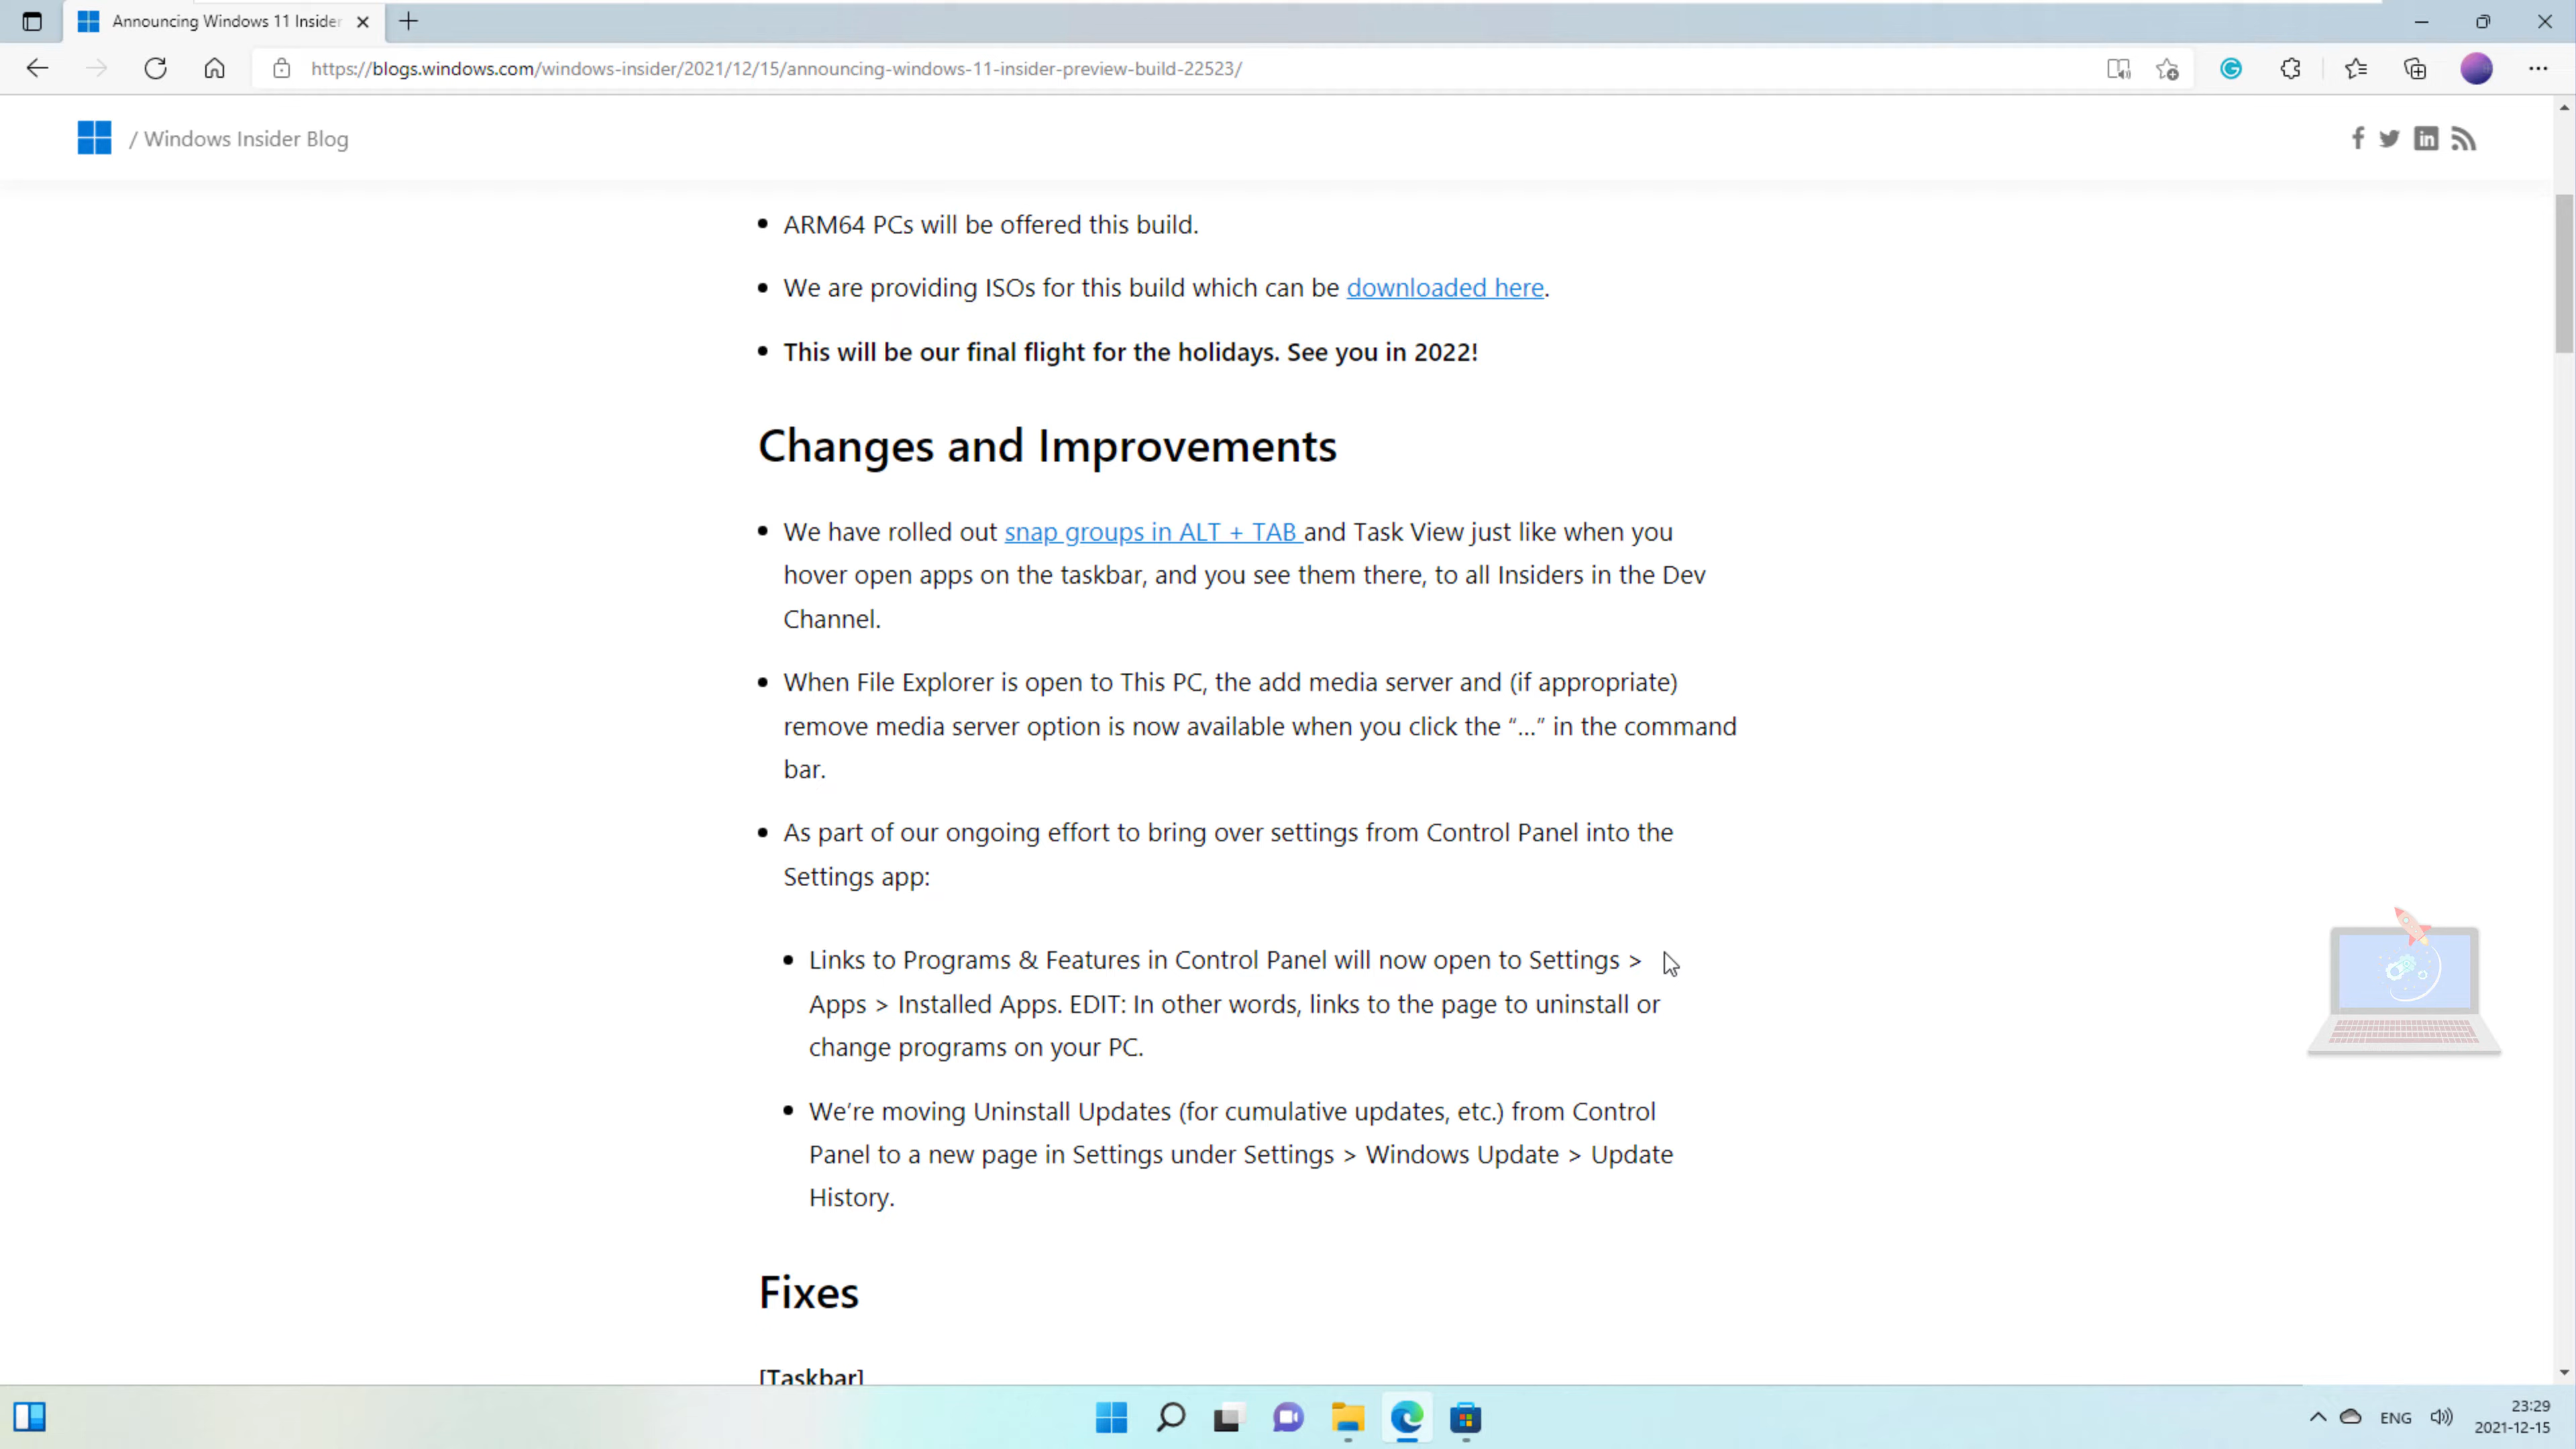 Announcing Windows 11 Insider
https://blogs.windows.com/windows-insider/2021/12/15/announcing-windows-11-insider-preview-build-22523/
/ Windows Insider Blog
• ARM64 PCs will be offered this build.
• We are providing ISOs for this build which can be downloaded here.
• This will be our final flight for the holidays. See you in 2022!
Changes and Improvements
• We have rolled out snap groups in ALT + TAB and Task View just like when you
hover open apps on the taskbar, and you see them there, to all Insiders in the Dev
Channel.
• When File Explorer is open to This PC, the add media server and (if appropriate)
remove media server option is now available when you click the “…” in the command
bar.
• As part of our ongoing effort to bring over settings from Control Panel into the
Settings app:
• Links to Programs & Features in Control Panel will now open to Settings >
Apps > Installed Apps. EDIT: In other words, links to the page to uninstall or
change programs on your PC.
• We’re moving Uninstall Updates (for cumulative updates, etc.) from Control
Panel to a new page in Settings under Settings > Windows Update > Update
History.
Fixes
[Taskbar]
ENG
23:29
2021-12-15